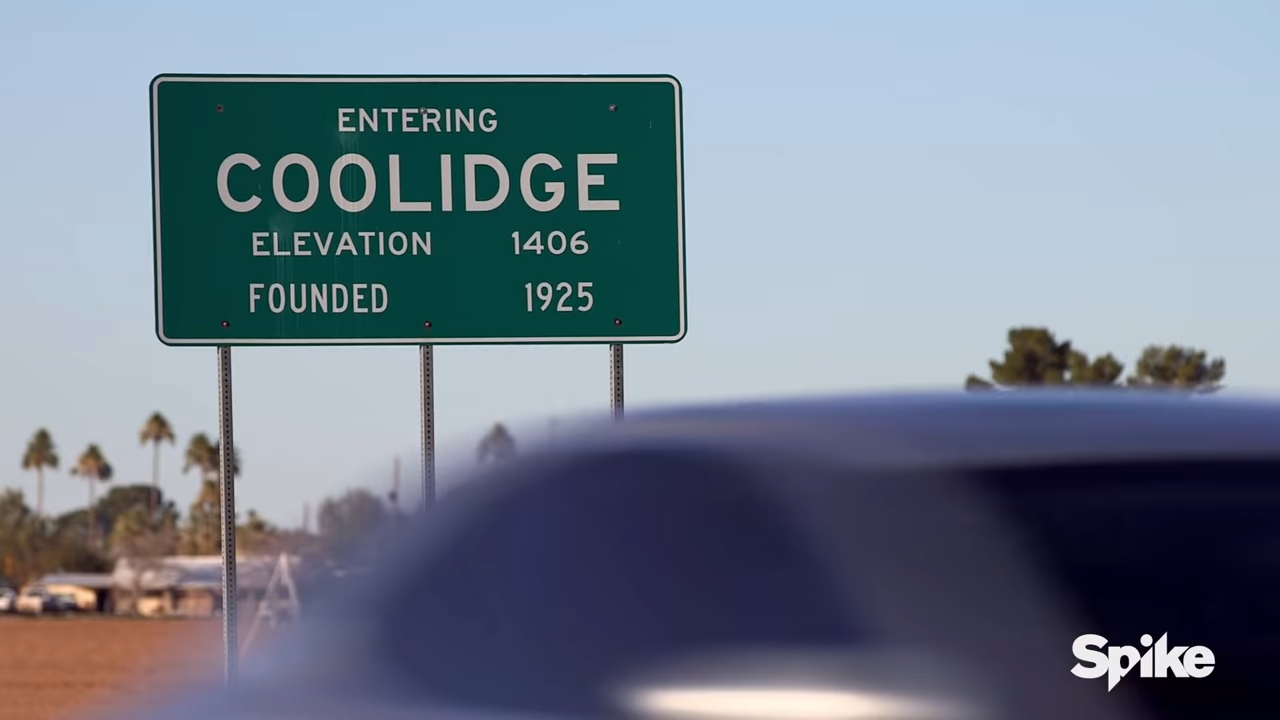 ENTERING
COOLIDGE
ELEVATION 1406
FOUNDED 1925
Spike